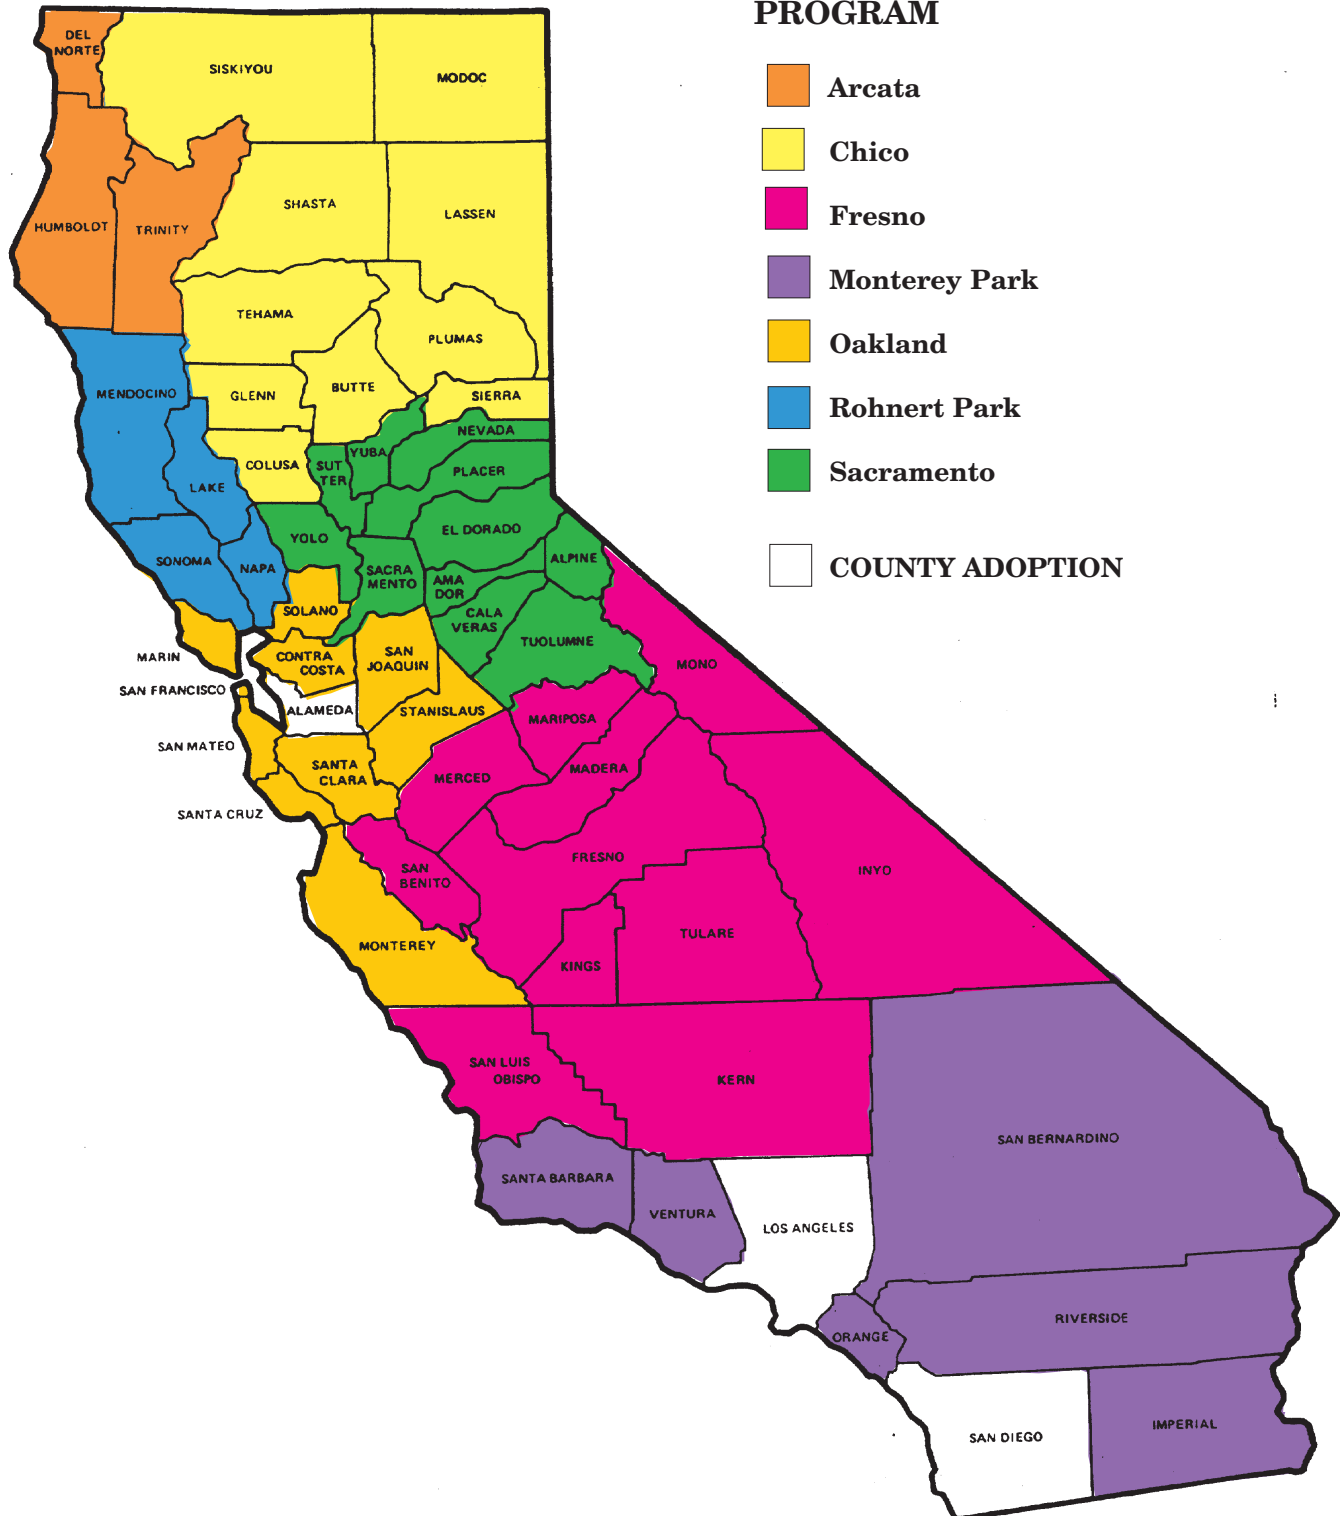 PROGRAM
Arcata
Chico
Fresno
Monterey Park
Oakland
Rohnert Park
Sacramento
COUNTY ADOPTION
DEL
NORTE
SISKIYOU
MODOC
HUMBOLDT
TRINITY
SHASTA
LASSEN
TEHAMA
PLUMAS
MENDOCINO
GLENN
BUTTE
SIERRA
NEVADA
COLUSA
SUT
TER
YUBA
PLACER
LAKE
YOLO
EL DORADO
SONOMA
NAPA
SACRA
MENTO
AMA
DOR
ALPINE
SOLANO
CALA
VERAS
TUOLUMNE
MARIN
CONTRA
COSTA
SAN
JOAQUIN
MONO
SAN FRANCISCO
ALAMEDA
STANISLAUS
MARIPOSA
SAN MATEO
SANTA
CLARA
MERCED
MADERA
SANTA CRUZ
SAN
BENITO
FRESNO
INYO
MONTEREY
KINGS
TULARE
SAN LUIS
OBISPO
KERN
SAN BERNARDINO
SANTA BARBARA
VENTURA
LOS ANGELES
ORANGE
RIVERSIDE
SAN DIEGO
IMPERIAL